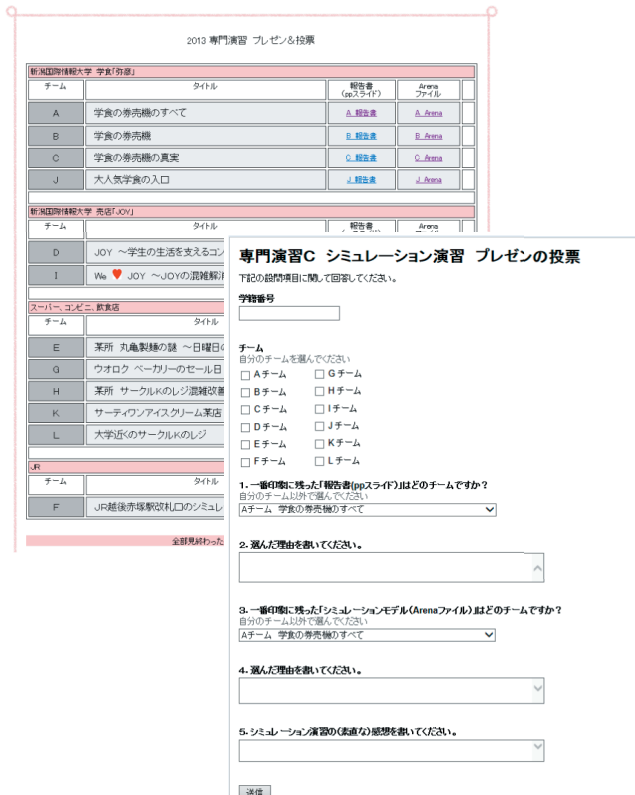 2013 専門演習 プレゼン&投票
新潟国際情報大学 学食「弥彦」
チーム タイトル 報告書(ppスライド) Arenaファイル
A 学食の券売機のすべて A 報告書 A Arena
B 学食の券売機 B 報告書 B Arena
C 学食の券売機の真実 C 報告書 C Arena
J 大人気学食の入口 J 報告書 J Arena
新潟国際情報大学 売店「JOY」
チーム タイトル 報告書 Arena
D JOY ~学生の生活を支えるコン
I We ♥ JOY ~JOYの混雑解消
スーパー、コンビニ、飲食店
チーム タイトル
E 某所 丸亀製麺の謎 ~日曜日
G ウオロク ベーカリーのセール日
H 某所 サークルKのレジ混雑改善
K サーティワンアイスクリーム某店
L 大学近くのサークルKのレジ
JR
チーム タイトル
F JR越後赤塚駅改札口のシミュレ
全部見終わった
専門演習C シミュレーション演習 プレゼンの投票
下記の設問項目に関して回答してください。
学籍番号
チーム
自分のチームを選んでください
Aチーム Gチーム
Bチーム Hチーム
Cチーム Iチーム
Dチーム Jチーム
Eチーム Kチーム
Fチーム Lチーム
1. 一番印象に残った「報告書(ppスライド)」はどのチームですか?
自分のチーム以外で選んでください
Aチーム 学食の券売機のすべて
2. 選んだ理由を書いてください。
3. 一番印象に残った「シミュレーションモデル(Arenaファイル)」はどのチームですか?
自分のチーム以外で選んでください
Aチーム 学食の券売機のすべて
4. 選んだ理由を書いてください。
5. シミュレーション演習の(素直な)感想を書いてください。
送信